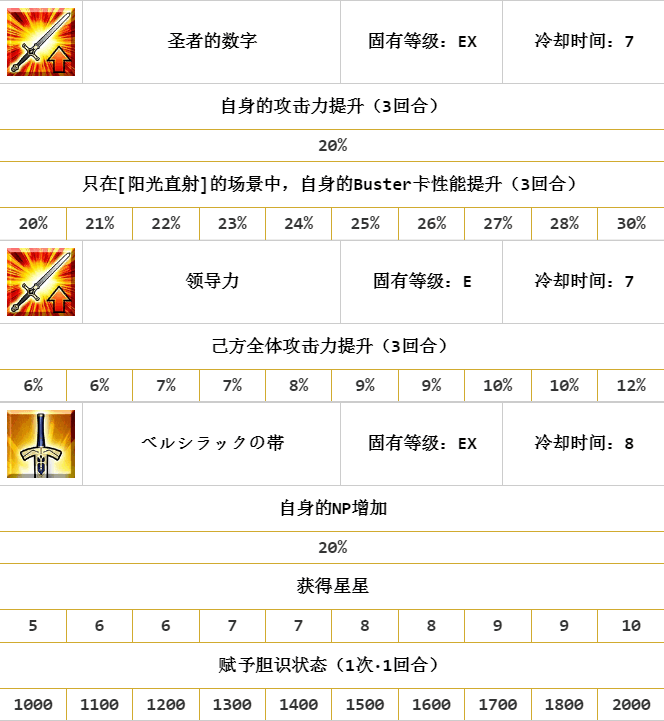 圣者的数字 固有等级：EX 冷却时间：7
自身的攻击力提升（3回合）
20%
只在[阳光直射]的场景中，自身的Buster卡性能提升（3回合）
20% 21% 22% 23% 24% 25% 26% 27% 28% 30%
领导力 固有等级：E 冷却时间：7
己方全体攻击力提升（3回合）
6% 6% 7% 7% 8% 9% 9% 10% 10% 12%
ベルシラックの帯 固有等级：EX 冷却时间：8
自身的NP增加
20%
获得星星
5 6 6 7 7 8 8 9 9 10
赋予胆识状态（1次·1回合）
1000 1100 1200 1300 1400 1500 1600 1700 1800 2000